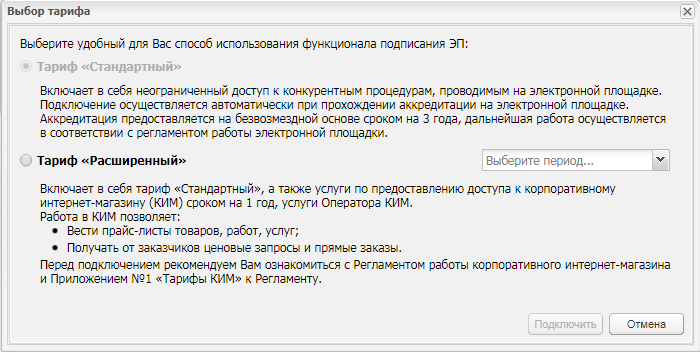 Выбор тарифа
Выберите удобный для Вас способ использования функционала подписания ЭП:
Тариф «Стандартный»
Включает в себя неограниченный доступ к конкурентным процедурам, проводимым на электронной площадке.
Подключение осуществляется автоматически при прохождении аккредитации на электронной площадке.
Аккредитация предоставляется на безвозмездной основе сроком на 3 года, дальнейшая работа осуществляется
в соответствии с регламентом работы электронной площадки.
Тариф «Расширенный» Выберите период...
Включает в себя тариф «Стандартный», а также услуги по предоставлению доступа к корпоративному
интернет-магазину (КИМ) сроком на 1 год, услуги Оператора КИМ.
Работа в КИМ позволяет:
• Вести прайс-листы товаров, работ, услуг;
• Получать от заказчиков ценовые запросы и прямые заказы.
Перед подключением рекомендуем Вам ознакомиться с Регламентом работы корпоративного интернет-магазина
и Приложением №1 «Тарифы КИМ» к Регламенту.
Подключить Отмена